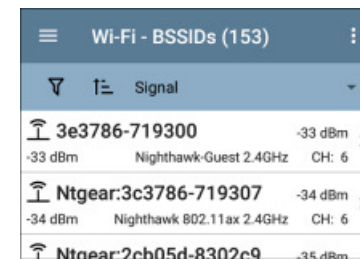 Wi-Fi - BSSIDs (153)
Signal
3e3786-719300 -33 dBm
-33 dBm Nighthawk-Guest 2.4GHz CH: 6
Ntgear:3c3786-719307 -34 dBm
-34 dBm Nighthawk 802.11ax 2.4GHz CH: 6
Ntgear:2cb05d-8302c9 -35 dBm